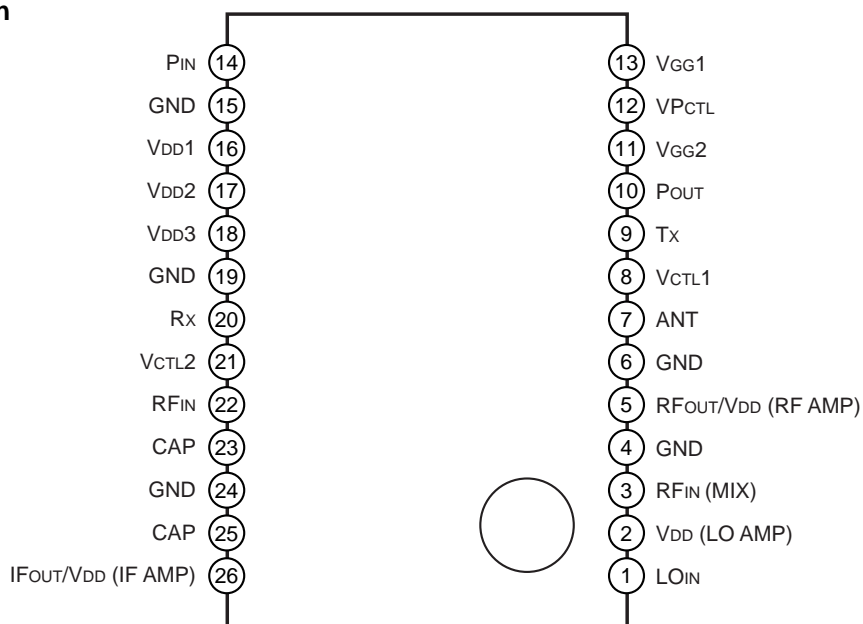 n
PIN 14 13 VGG1
GND 15 12 VPCTL
VDD1 16 11 VGG2
VDD2 17 10 POUT
VDD3 18 9 TX
GND 19 8 VCTL1
RX 20 7 ANT
VCTL2 21 6 GND
RFIN 22 5 RFOUT/VDD (RF AMP)
CAP 23 4 GND
GND 24 3 RFIN (MIX)
CAP 25 2 VDD (LO AMP)
IFOUT/VDD (IF AMP) 26 1 LOIN